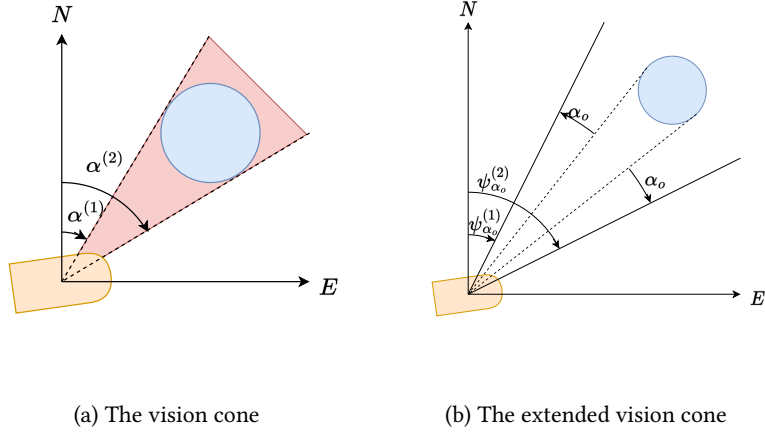 N
α^(2)
α^(1)
E
(a) The vision cone
N
α_o
ψ_{α_o}^(2)
α_o
ψ_{α_o}^(1)
E
(b) The extended vision cone